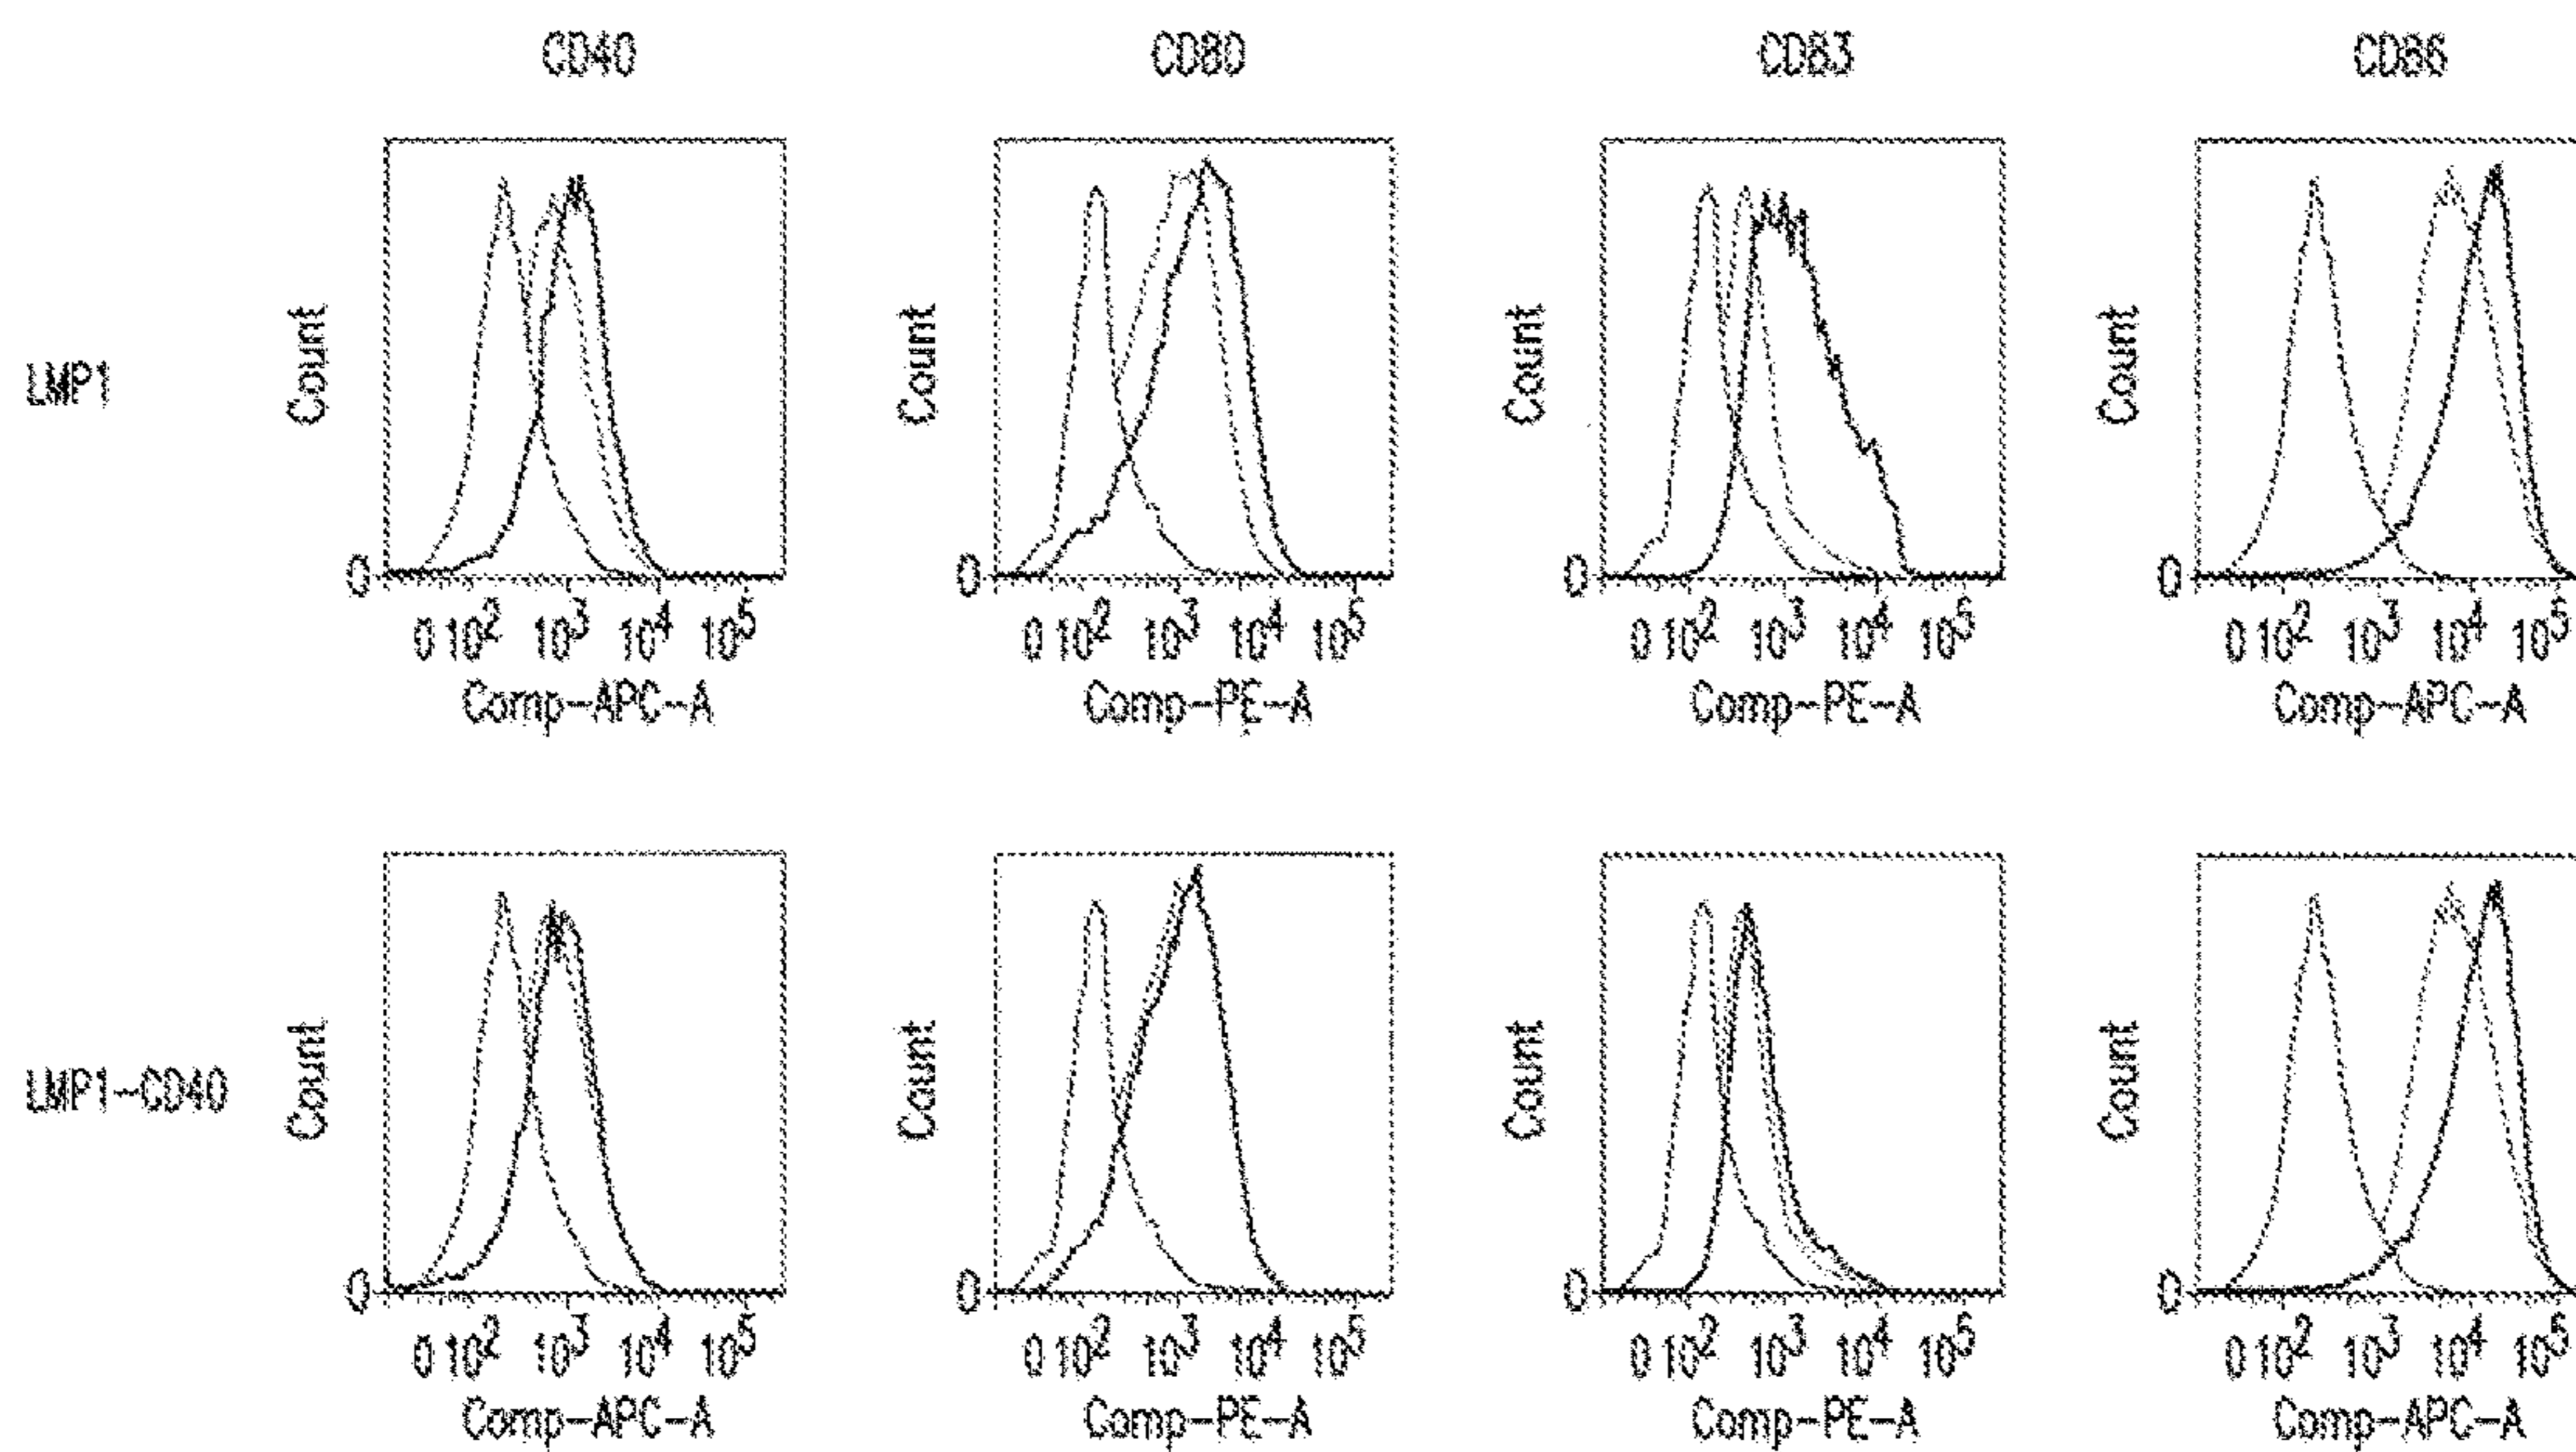 CD40 CD80 CD83 CD86
LMP1
Count Count Count Count
0 0 0 0
0 10² 10³ 10⁴ 10⁵ 0 10² 10³ 10⁴ 10⁵ 0 10² 10³ 10⁴ 10⁵ 0 10² 10³ 10⁴ 10⁵
Comp-APC-A Comp-PE-A Comp-PE-A Comp-APC-A
LMP1-CD40
Count Count Count Count
0 0 0 0
0 10² 10³ 10⁴ 10⁵ 0 10² 10³ 10⁴ 10⁵ 0 10² 10³ 10⁴ 10⁵ 0 10² 10³ 10⁴ 10⁵
Comp-APC-A Comp-PE-A Comp-PE-A Comp-APC-A